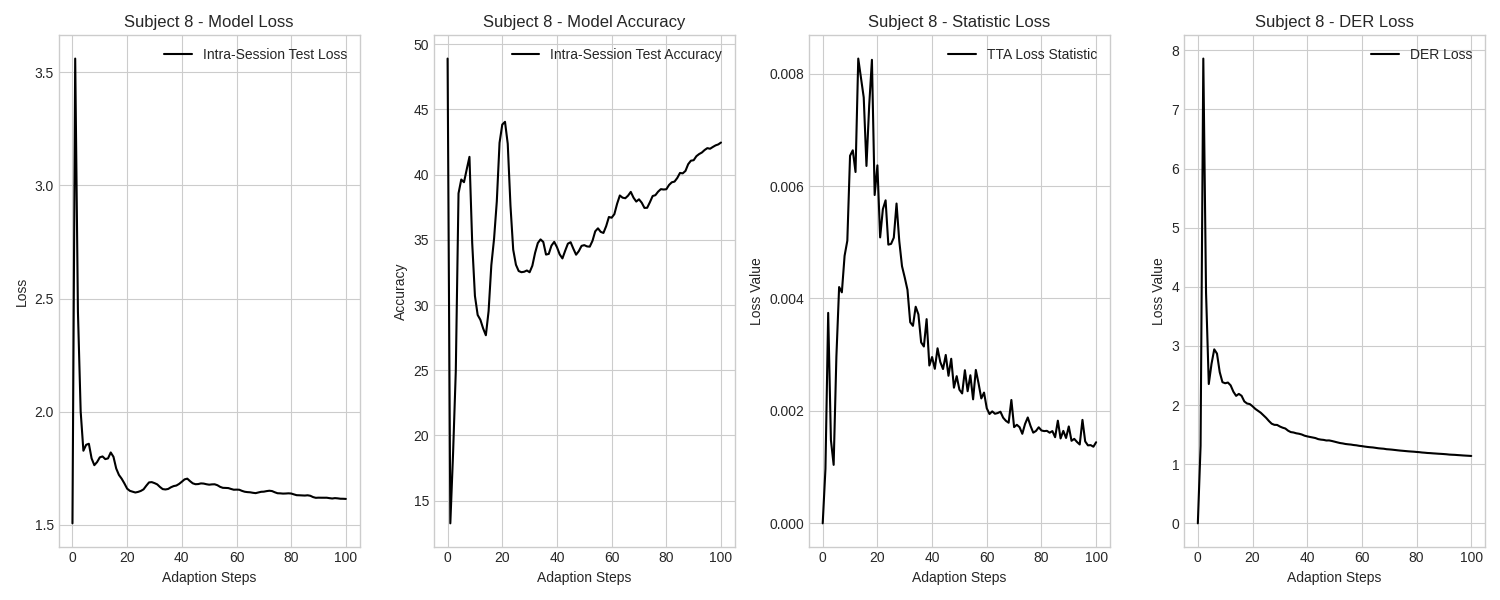 Subject 8 - Model Loss
Intra-Session Test Loss
3.5
3.0
2.5
2.0
1.5
0 20 40 60 80 100
Loss
Adaption Steps
Subject 8 - Model Accuracy
Intra-Session Test Accuracy
50
45
40
35
30
25
20
15
0 20 40 60 80 100
Accuracy
Adaption Steps
Subject 8 - Statistic Loss
TTA Loss Statistic
0.008
0.006
0.004
0.002
0.000
0 20 40 60 80 100
Loss Value
Adaption Steps
Subject 8 - DER Loss
DER Loss
8
7
6
5
4
3
2
1
0
0 20 40 60 80 100
Loss Value
Adaption Steps